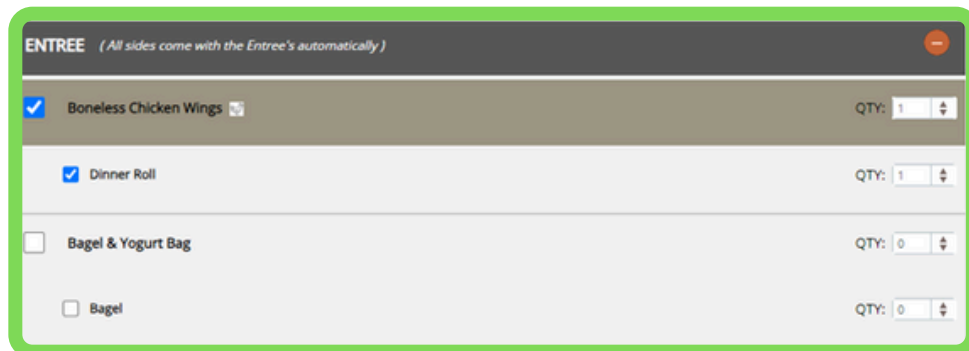 ENTREE (All sides come with the Entree's automatically)
Boneless Chicken Wings QTY: 1
Dinner Roll QTY: 1
Bagel & Yogurt Bag QTY: 0
Bagel QTY: 0